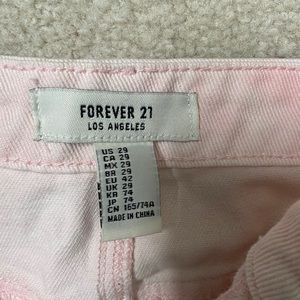 FOREVER 21
LOS ANGELES
US 29
CA 29
MX 29
BR 29
EU 42
UK 29
KR 74
JP 74
CN 165/74A
MADE IN CHINA